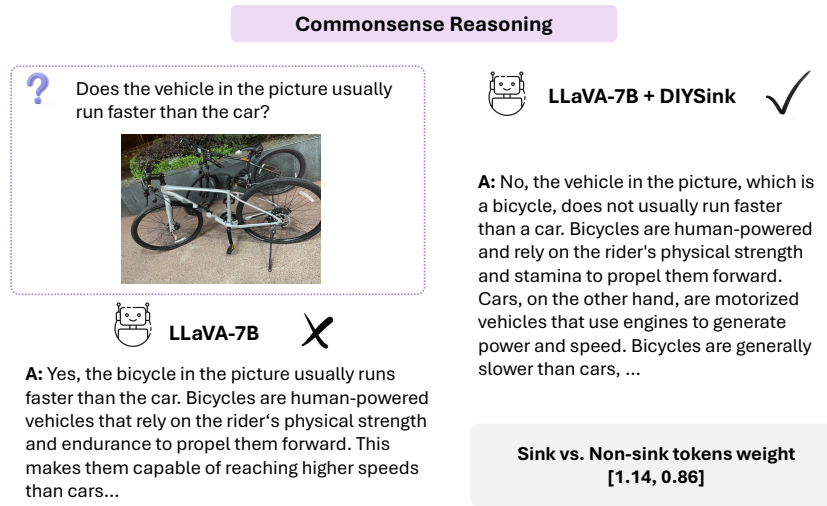 Commonsense Reasoning
?
Does the vehicle in the picture usually
run faster than the car?
LLaVA-7B
A: Yes, the bicycle in the picture usually runs
faster than the car. Bicycles are human-powered
vehicles that rely on the rider‘s physical strength
and endurance to propel them forward. This
makes them capable of reaching higher speeds
than cars...
LLaVA-7B + DIYSink
A: No, the vehicle in the picture, which is
a bicycle, does not usually run faster
than a car. Bicycles are human-powered
and rely on the rider's physical strength
and stamina to propel them forward.
Cars, on the other hand, are motorized
vehicles that use engines to generate
power and speed. Bicycles are generally
slower than cars, ...
Sink vs. Non-sink tokens weight
[1.14, 0.86]